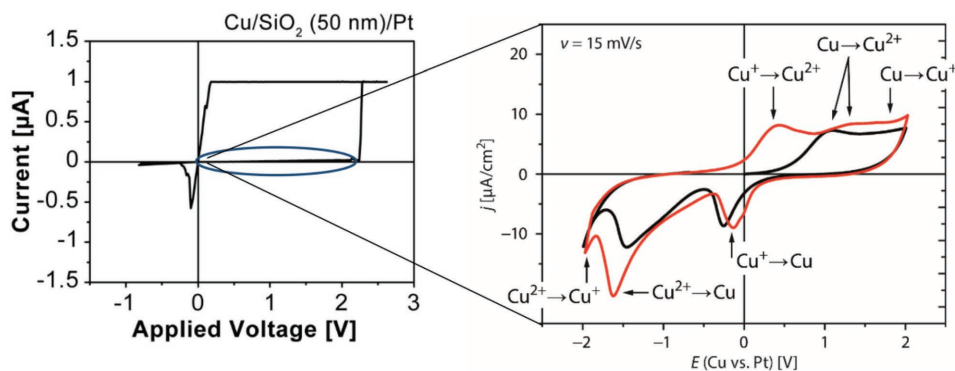 Cu/SiO₂ (50 nm)/Pt
Current [µA]
1.5
1
0.5
0
-0.5
-1
-1.5
-1
0
1
2
3
Applied Voltage [V]
ν = 15 mV/s
Cu→Cu²⁺
Cu⁺→Cu²⁺
Cu→Cu⁺
j [µA/cm²]
20
10
0
-10
-20
Cu⁺→Cu
Cu²⁺→Cu⁺
Cu²⁺→Cu
−2
−1
0
1
2
E (Cu vs. Pt) [V]